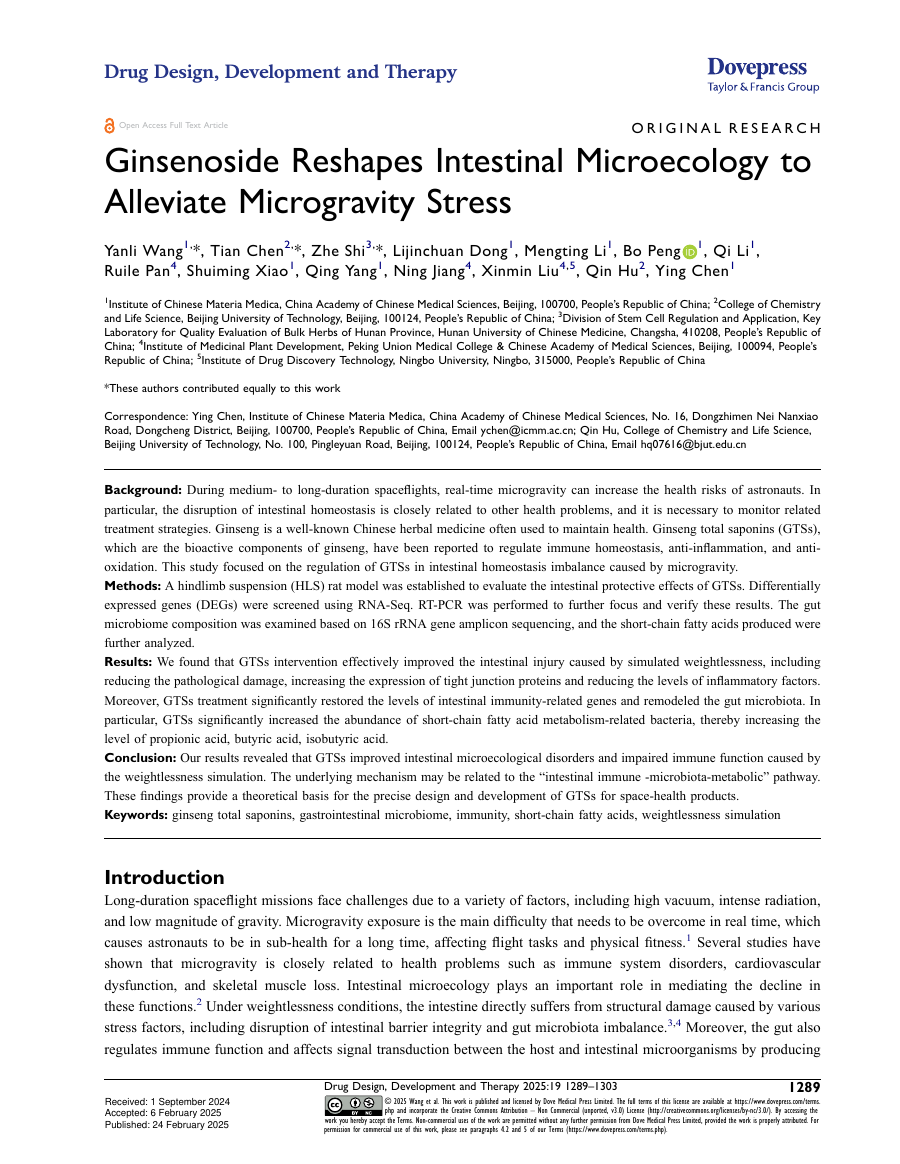 Drug Design, Development and Therapy
Dovepress
Taylor & Francis Group
Open Access Full Text Article
ORIGINAL RESEARCH
Ginsenoside Reshapes Intestinal Microecology to
Alleviate Microgravity Stress
Yanli Wang1,*, Tian Chen2,*, Zhe Shi3,*, Lijinchuan Dong1, Mengting Li1, Bo Peng iD 1, Qi Li1,
Ruile Pan4, Shuiming Xiao1, Qing Yang1, Ning Jiang4, Xinmin Liu4,5, Qin Hu2, Ying Chen1
1Institute of Chinese Materia Medica, China Academy of Chinese Medical Sciences, Beijing, 100700, People's Republic of China; 2College of Chemistry
and Life Science, Beijing University of Technology, Beijing, 100124, People's Republic of China; 3Division of Stem Cell Regulation and Application, Key
Laboratory for Quality Evaluation of Bulk Herbs of Hunan Province, Hunan University of Chinese Medicine, Changsha, 410208, People's Republic of
China; 4Institute of Medicinal Plant Development, Peking Union Medical College & Chinese Academy of Medical Sciences, Beijing, 100094, People's
Republic of China; 5Institute of Drug Discovery Technology, Ningbo University, Ningbo, 315000, People's Republic of China
*These authors contributed equally to this work
Correspondence: Ying Chen, Institute of Chinese Materia Medica, China Academy of Chinese Medical Sciences, No. 16, Dongzhimen Nei Nanxiao
Road, Dongcheng District, Beijing, 100700, People's Republic of China, Email ychen@icmm.ac.cn; Qin Hu, College of Chemistry and Life Science,
Beijing University of Technology, No. 100, Pingleyuan Road, Beijing, 100124, People's Republic of China, Email hq07616@bjut.edu.cn
Background: During medium- to long-duration spaceflights, real-time microgravity can increase the health risks of astronauts. In
particular, the disruption of intestinal homeostasis is closely related to other health problems, and it is necessary to monitor related
treatment strategies. Ginseng is a well-known Chinese herbal medicine often used to maintain health. Ginseng total saponins (GTSs),
which are the bioactive components of ginseng, have been reported to regulate immune homeostasis, anti-inflammation, and anti-
oxidation. This study focused on the regulation of GTSs in intestinal homeostasis imbalance caused by microgravity.
Methods: A hindlimb suspension (HLS) rat model was established to evaluate the intestinal protective effects of GTSs. Differentially
expressed genes (DEGs) were screened using RNA-Seq. RT-PCR was performed to further focus and verify these results. The gut
microbiome composition was examined based on 16S rRNA gene amplicon sequencing, and the short-chain fatty acids produced were
further analyzed.
Results: We found that GTSs intervention effectively improved the intestinal injury caused by simulated weightlessness, including
reducing the pathological damage, increasing the expression of tight junction proteins and reducing the levels of inflammatory factors.
Moreover, GTSs treatment significantly restored the levels of intestinal immunity-related genes and remodeled the gut microbiota. In
particular, GTSs significantly increased the abundance of short-chain fatty acid metabolism-related bacteria, thereby increasing the
level of propionic acid, butyric acid, isobutyric acid.
Conclusion: Our results revealed that GTSs improved intestinal microecological disorders and impaired immune function caused by
the weightlessness simulation. The underlying mechanism may be related to the “intestinal immune -microbiota-metabolic” pathway.
These findings provide a theoretical basis for the precise design and development of GTSs for space-health products.
Keywords: ginseng total saponins, gastrointestinal microbiome, immunity, short-chain fatty acids, weightlessness simulation
Introduction
Long-duration spaceflight missions face challenges due to a variety of factors, including high vacuum, intense radiation,
and low magnitude of gravity. Microgravity exposure is the main difficulty that needs to be overcome in real time, which
causes astronauts to be in sub-health for a long time, affecting flight tasks and physical fitness.1 Several studies have
shown that microgravity is closely related to health problems such as immune system disorders, cardiovascular
dysfunction, and skeletal muscle loss. Intestinal microecology plays an important role in mediating the decline in
these functions.2 Under weightlessness conditions, the intestine directly suffers from structural damage caused by various
stress factors, including disruption of intestinal barrier integrity and gut microbiota imbalance.3,4 Moreover, the gut also
regulates immune function and affects signal transduction between the host and intestinal microorganisms by producing
Drug Design, Development and Therapy 2025:19 1289–1303
1289
Received: 1 September 2024
Accepted: 6 February 2025
Published: 24 February 2025
cc BY NC
© 2025 Wang et al. This work is published and licensed by Dove Medical Press Limited. The full terms of this license are available at https://www.dovepress.com/terms.
php and incorporate the Creative Commons Attribution – Non Commercial (unported, v3.0) License (http://creativecommons.org/licenses/by-nc/3.0/). By accessing the
work you hereby accept the Terms. Non-commercial uses of the work are permitted without any further permission from Dove Medical Press Limited, provided the work is properly attributed. For
permission for commercial use of this work, please see paragraphs 4.2 and 5 of our Terms (https://www.dovepress.com/terms.php).